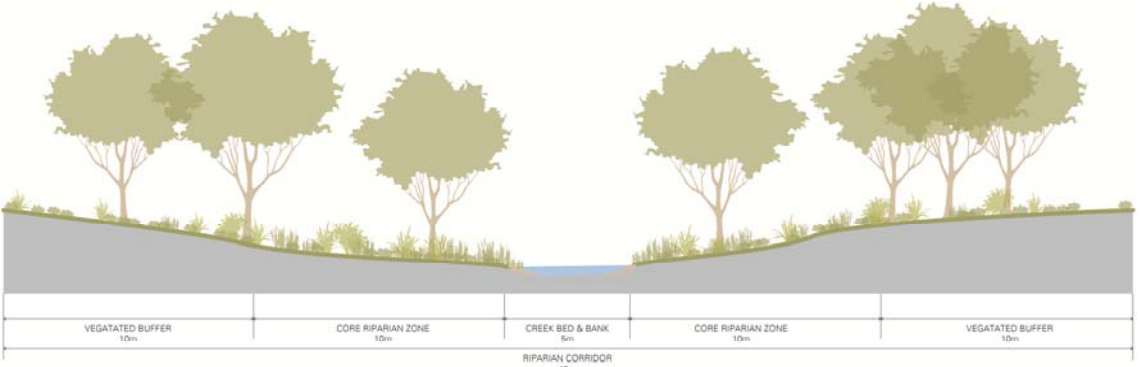 VEGATATED BUFFER
10m
CORE RIPARIAN ZONE
10m
CREEK BED & BANK
5m
CORE RIPARIAN ZONE
10m
VEGATATED BUFFER
10m
RIPARIAN CORRIDOR